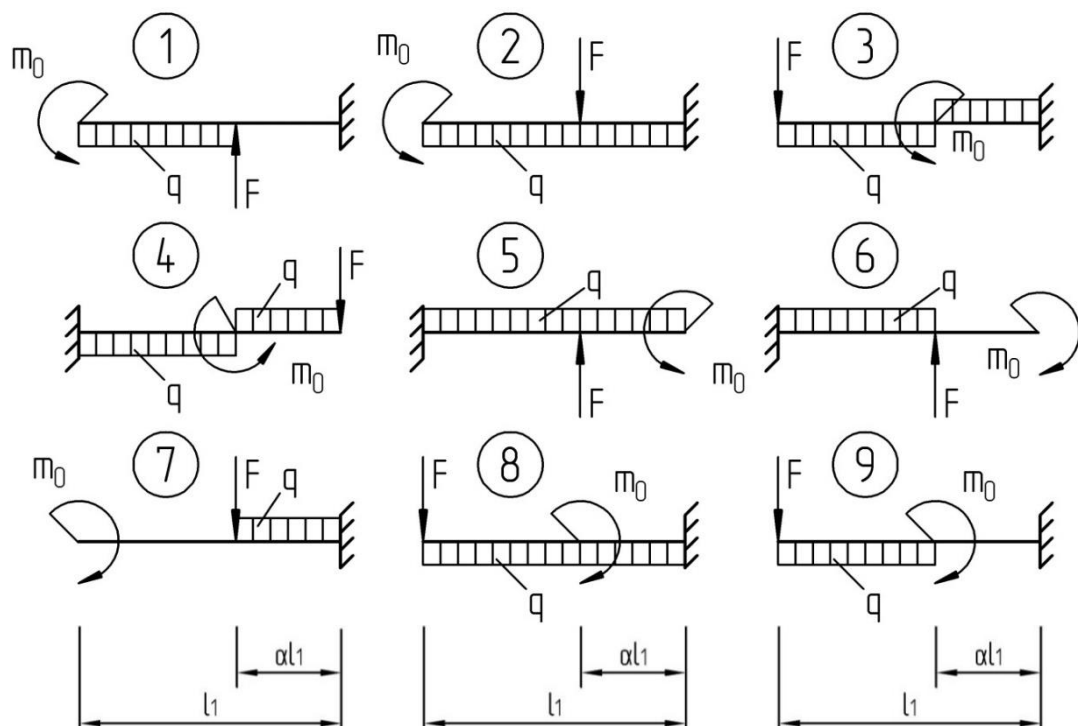 1 2 3
m₀ m₀ F F
q F q q m₀
4 5 6
q F q q
q m₀ F m₀ F m₀
7 8 9
m₀ F q F m₀ F m₀
q q
αl₁ αl₁ αl₁
l₁ l₁ l₁